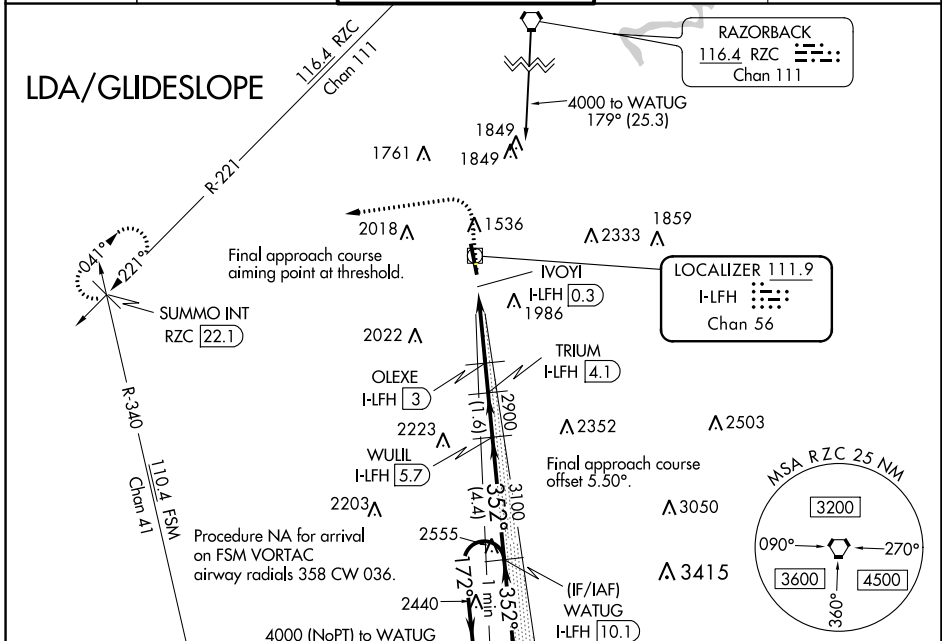 LDA/GLIDESLOPE
116.4 RZC
Chan 111
RAZORBACK
116.4 RZC
Chan 111
4000 to WATUG
179° (25.3)
1849
1849
1761
R-221
041°
221°
2018
1536
2333
1859
Final approach course
aiming point at threshold.
SUMMO INT
RZC 22.1
IVOYI
I-LFH 0.3
1986
LOCALIZER 111.9
I-LFH
Chan 56
2022
TRIUM
I-LFH 4.1
OLEXE
I-LFH 3
R-340
(1.6)
2900
2223
2352
2503
WULIL
I-LFH 5.7
Final approach course
offset 5.50°.
MSA RZC 25 NM
3200
090°
270°
3600
4500
360°
110.4 FSM
Chan 41
2203
(4.4)
352°
3100
3050
Procedure NA for arrival
on FSM VORTAC
airway radials 358 CW 036.
2555
3415
172°
1 min
352°
(IF/IAF)
WATUG
I-LFH 10.1
2440
4000 (NoPT) to WATUG